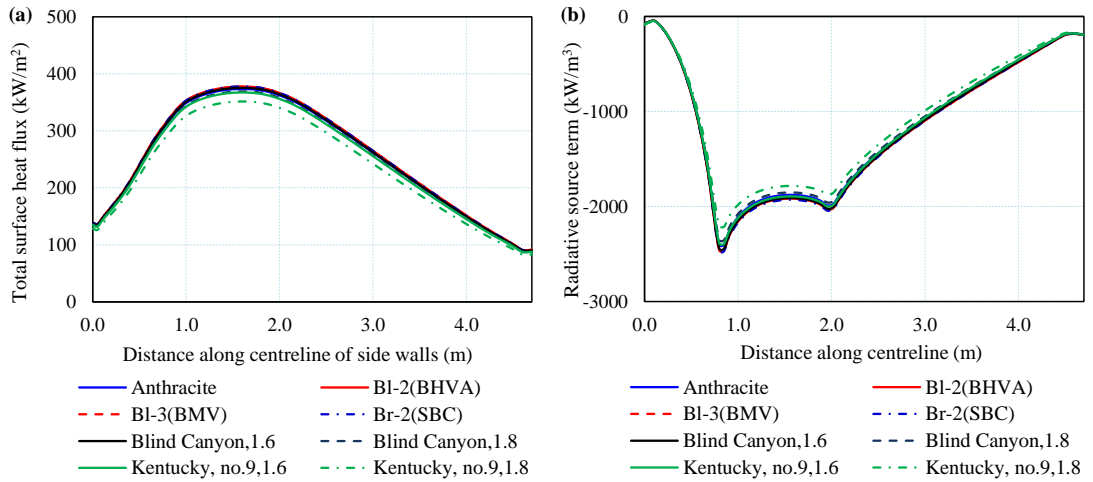 (a)
Total surface heat flux (kW/m²)
500
400
300
200
100
0
0.0 1.0 2.0 3.0 4.0
Distance along centreline of side walls (m)
Anthracite Bl-2(BHVA)
Bl-3(BMV) Br-2(SBC)
Blind Canyon,1.6 Blind Canyon,1.8
Kentucky, no.9,1.6 Kentucky, no.9,1.8
(b)
Radiative source term (kW/m³)
0
-1000
-2000
-3000
0.0 1.0 2.0 3.0 4.0
Distance along centreline (m)
Anthracite Bl-2(BHVA)
Bl-3(BMV) Br-2(SBC)
Blind Canyon,1.6 Blind Canyon,1.8
Kentucky, no.9,1.6 Kentucky, no.9,1.8